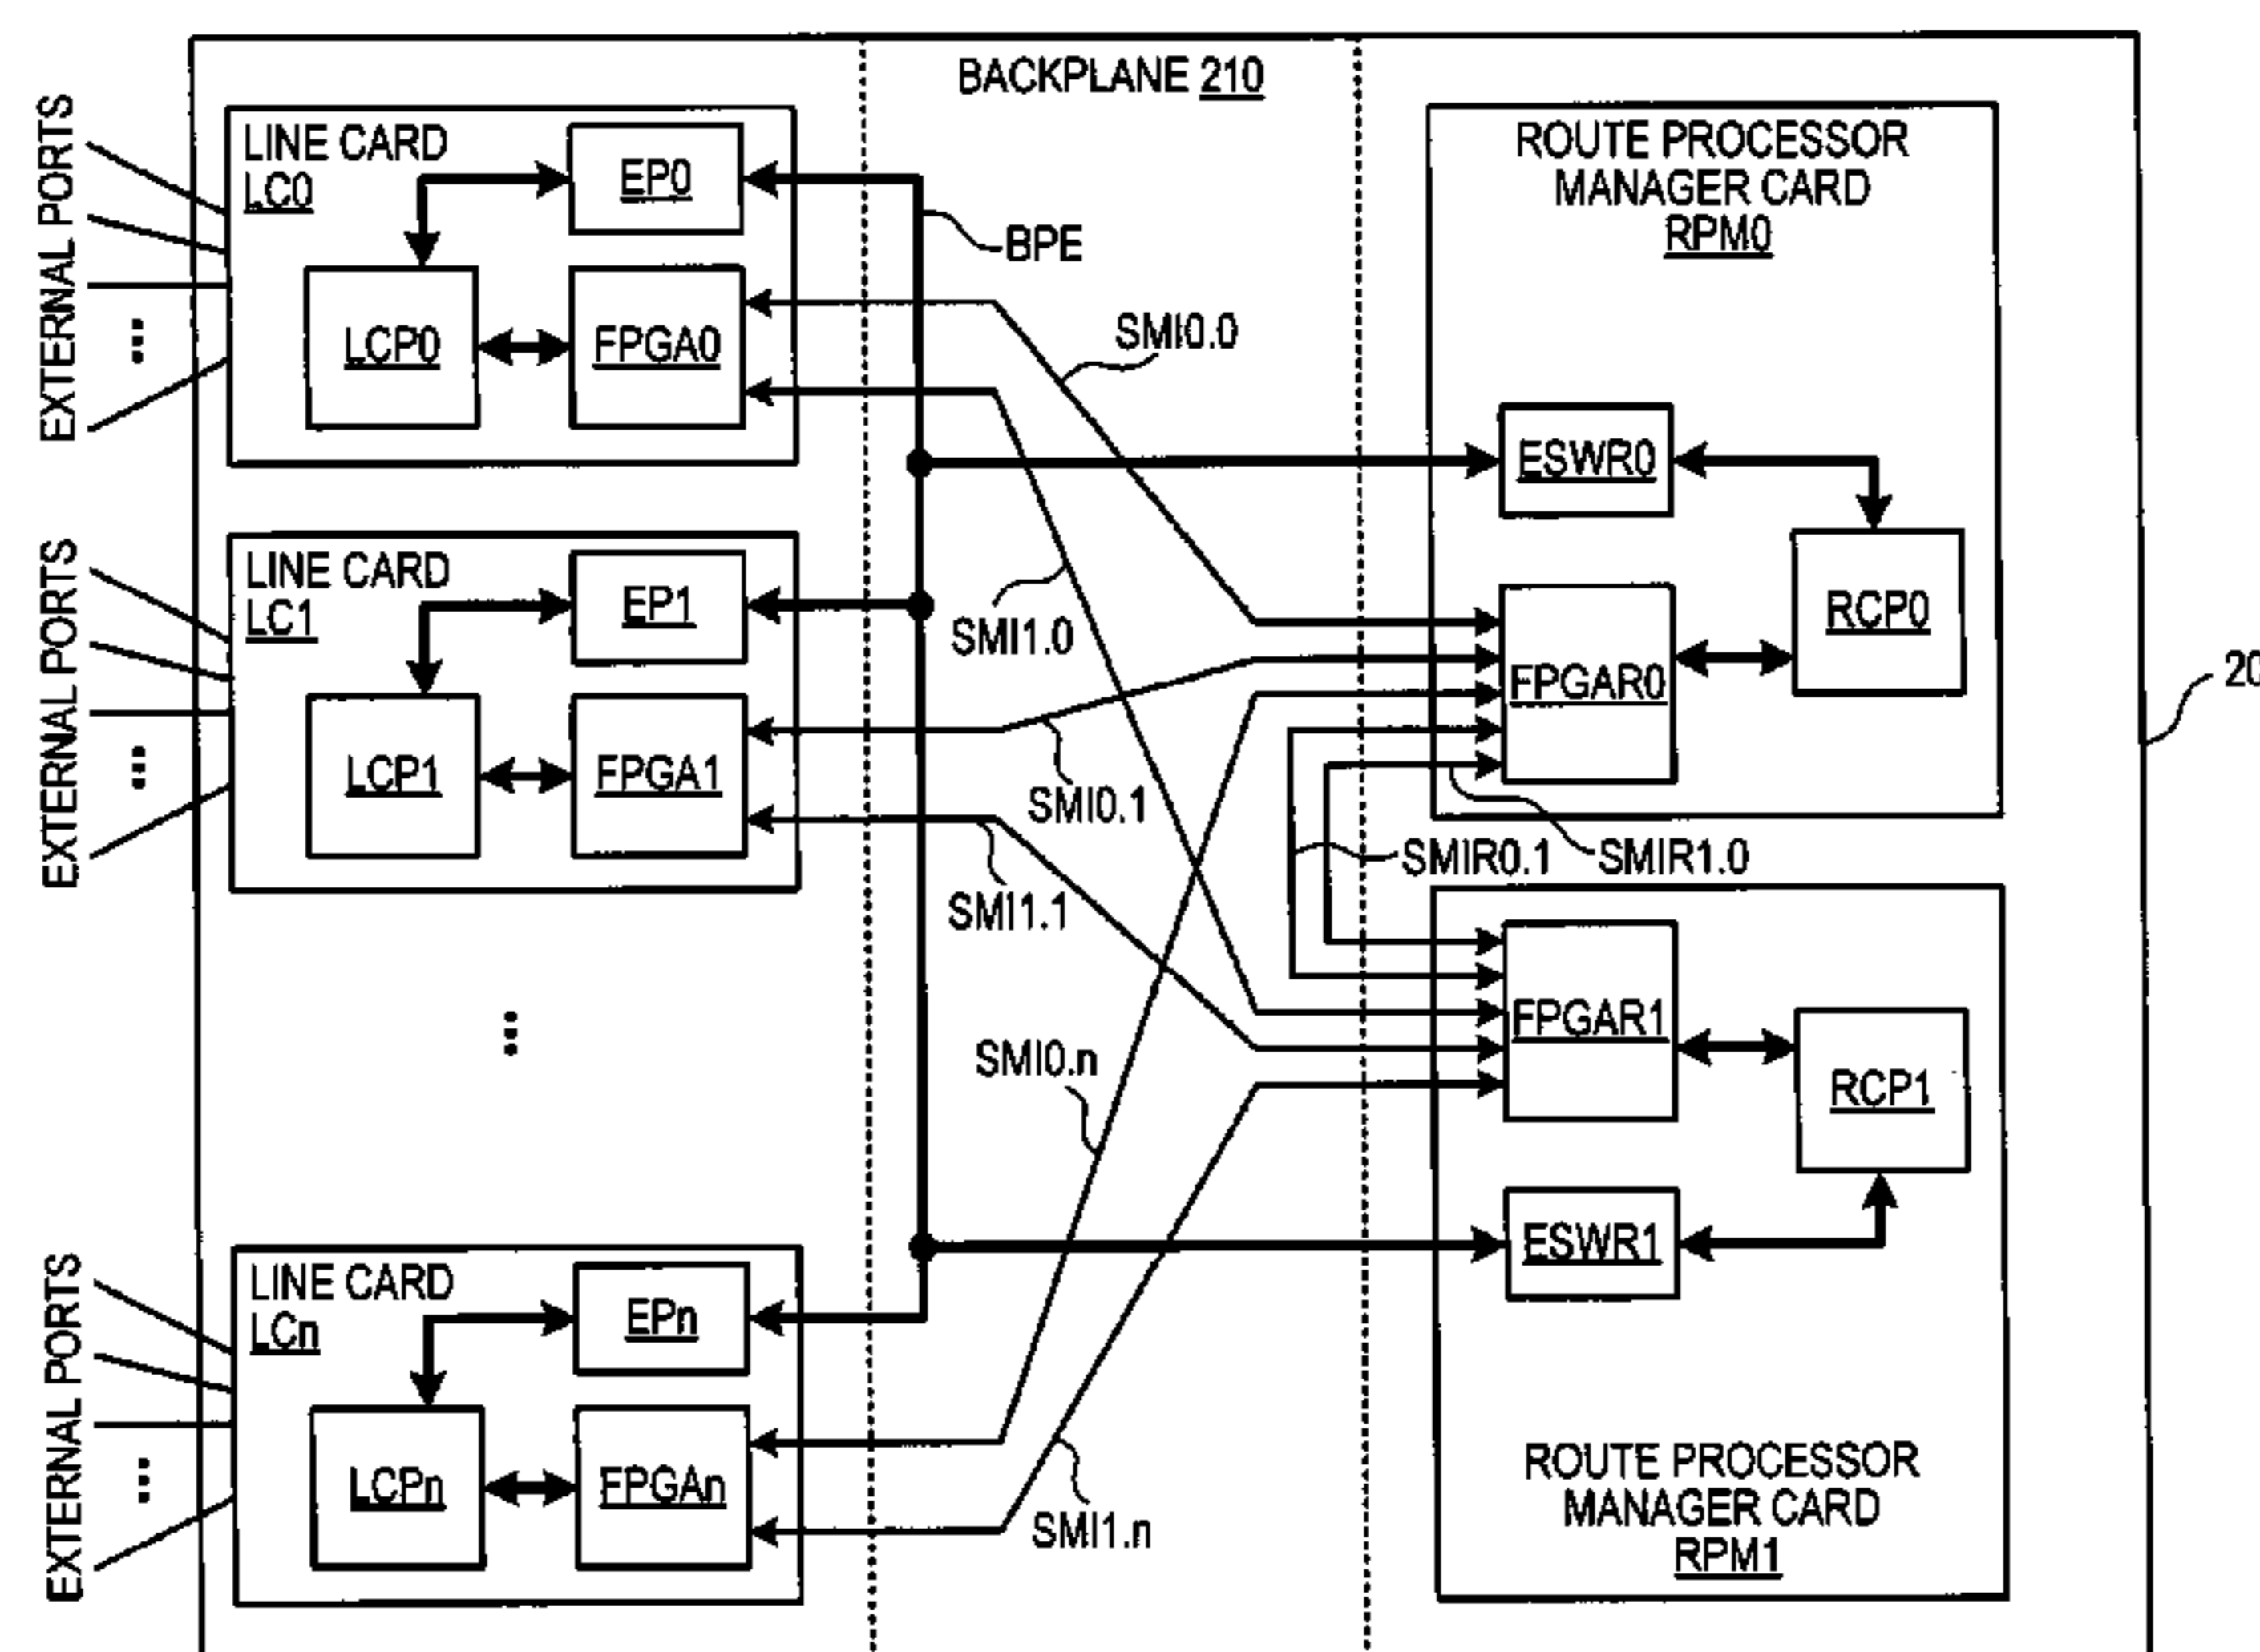 BACKPLANE 210
EXTERNAL PORTS
...
LINE CARD
LC0
EP0
LCP0
FPGA0
BPE
SMI0.0
SMI1.0
ROUTE PROCESSOR
MANAGER CARD
RPM0
ESWR0
RCP0
FPGAR0
EXTERNAL PORTS
...
LINE CARD
LC1
EP1
LCP1
FPGA1
SMI0.1
SMI1.1
SMIR0.1
SMIR1.0
...
SMI0.n
FPGAR1
RCP1
ESWR1
EXTERNAL PORTS
...
LINE CARD
LCn
EPn
LCPn
FPGAn
SMI1.n
ROUTE PROCESSOR
MANAGER CARD
RPM1